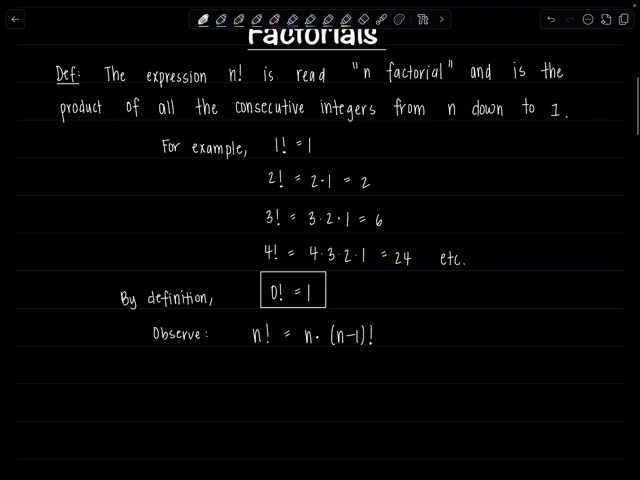 Factorials
Def: The expression n! is read "n factorial" and is the
product of all the consecutive integers from n down to 1.
For example, 1! = 1
2! = 2·1 = 2
3! = 3·2·1 = 6
4! = 4·3·2·1 = 24 etc.
By definition, 0! = 1
Observe: n! = n·(n-1)!